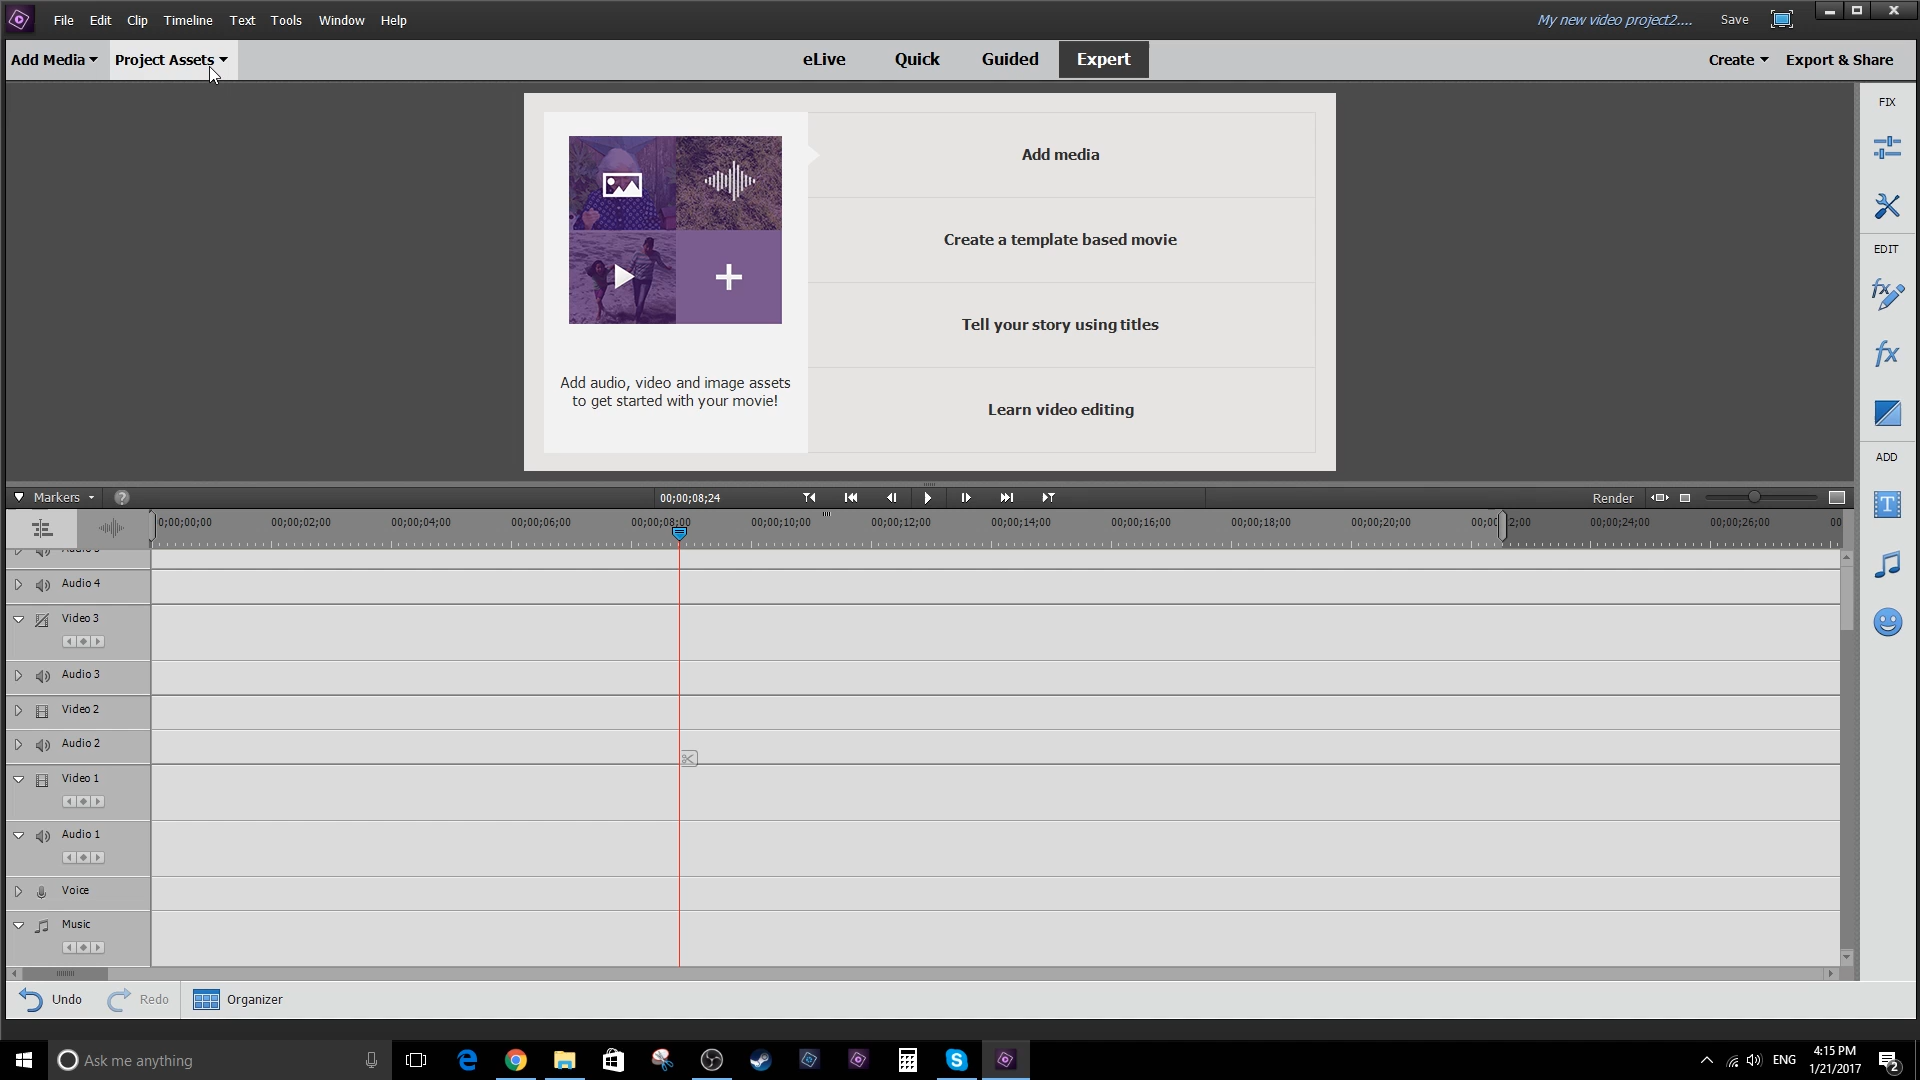 File Edit Clip Timeline Text Tools Window Help
My new video project2....
Save
Add Media
Project Assets
eLive
Quick
Guided
Expert
Create
Export & Share
FIX
Add media
Create a template based movie
Tell your story using titles
Learn video editing
Add audio, video and image assets
to get started with your movie!
EDIT
fx
fx
ADD
T
Markers
?
00;00;08;24
Render
0;00;00;00
00;00;02;00
00;00;04;00
00;00;06;00
00;00;08;00
00;00;10;00
00;00;12;00
00;00;14;00
00;00;16;00
00;00;18;00
00;00;20;00
00;00;24;00
00;00;26;00
00
Audio 4
Video 3
Audio 3
Video 2
Audio 2
Video 1
Audio 1
Voice
Music
Undo
Redo
Organizer
Ask me anything
ENG
4:15 PM
1/21/2017
2